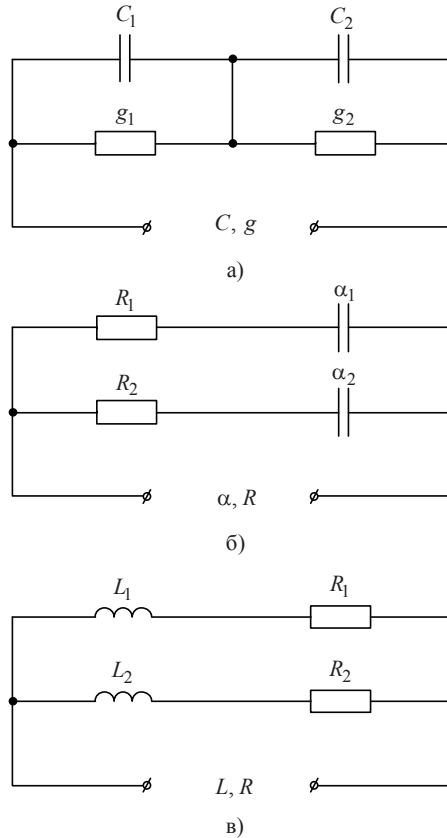 C₁ C₂
g₁ g₂
C, g
а)
R₁ α₁
R₂ α₂
α, R
б)
L₁ R₁
L₂ R₂
L, R
в)